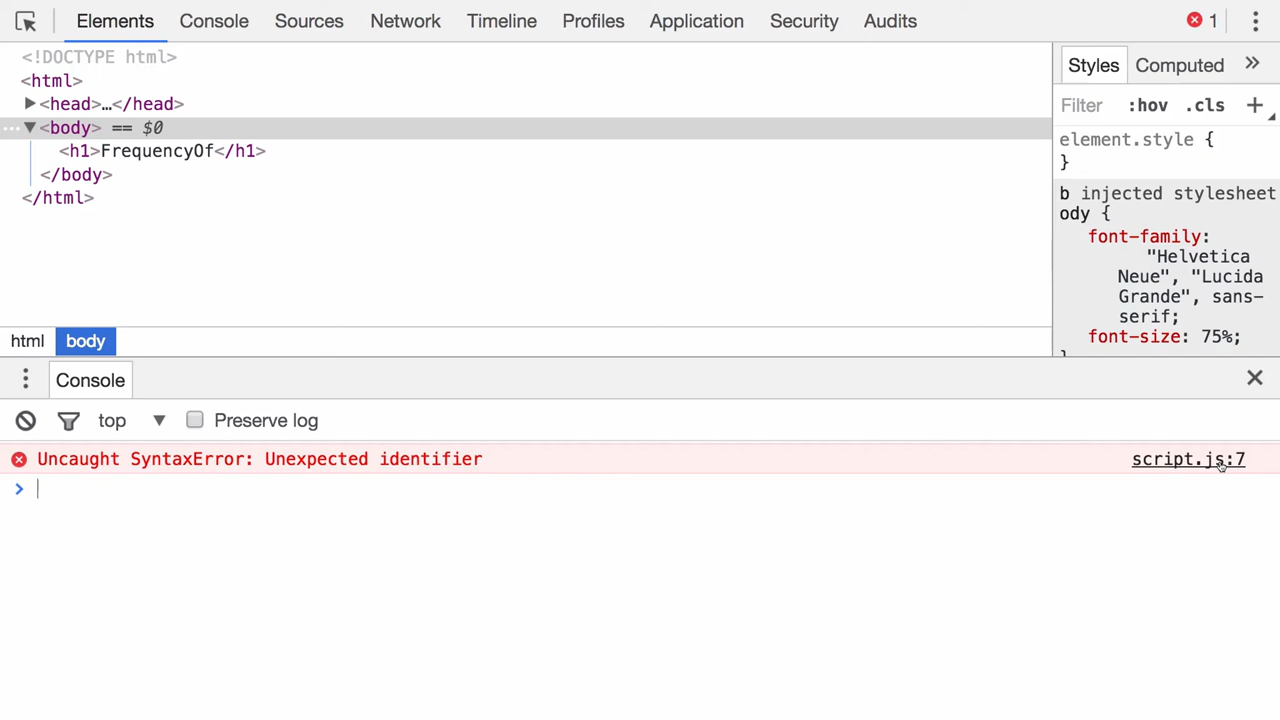 Elements Console Sources Network Timeline Profiles Application Security Audits 1
<!DOCTYPE html>
<html>
<head>…</head>
<body> == $0
<h1>FrequencyOf</h1>
</body>
</html>
html body
Styles Computed »
Filter :hov .cls +
element.style {
}
b injected stylesheet
ody {
font-family:
"Helvetica
Neue", "Lucida
Grande", sans-
serif;
font-size: 75%;
}
Console
top Preserve log
Uncaught SyntaxError: Unexpected identifier script.js:7
>